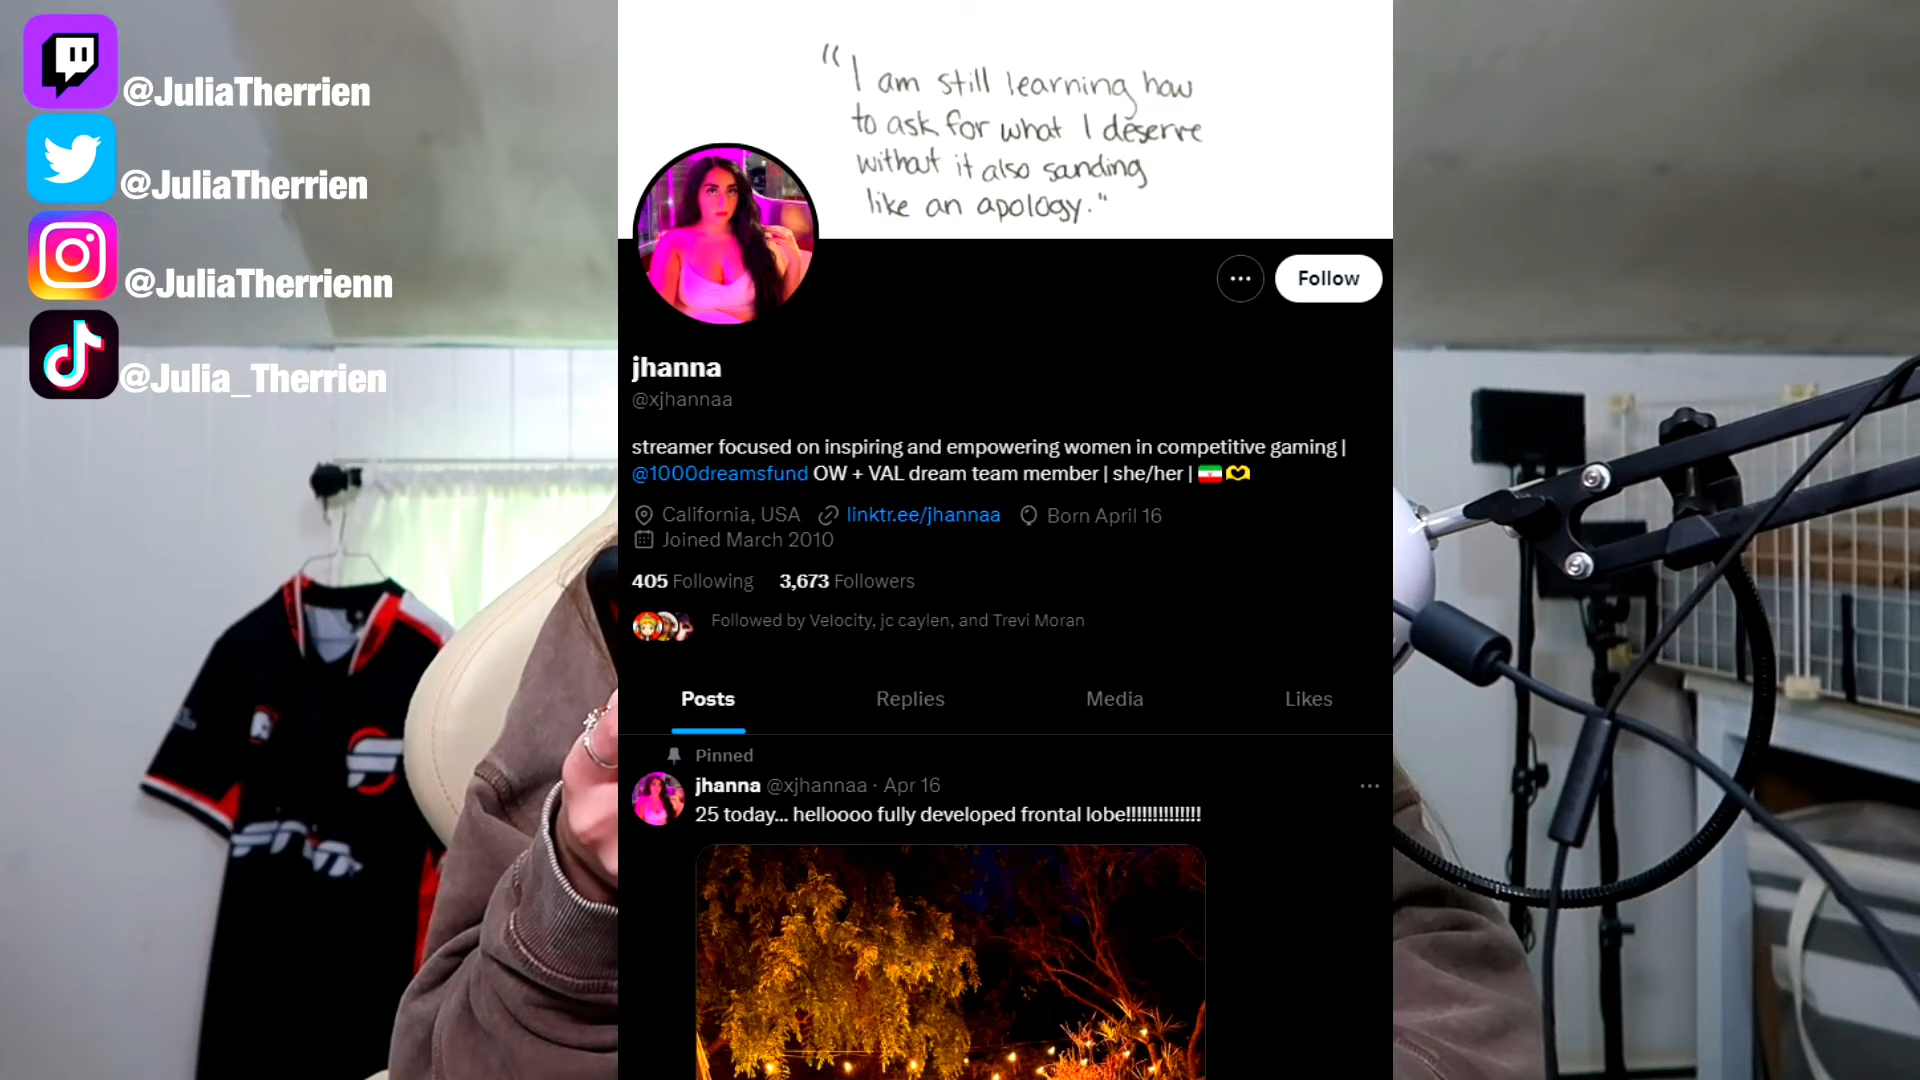 @JuliaTherrien
@JuliaTherrien
@JuliaTherrienn
@Julia_Therrien
"I am still learning how
to ask for what I deserve
without it also sanding
like an apology."
Follow
jhanna
@xjhannaa
streamer focused on inspiring and empowering women in competitive gaming |
@1000dreamsfund OW + VAL dream team member | she/her |
California, USA linktr.ee/jhannaa Born April 16
Joined March 2010
405 Following 3,673 Followers
Followed by Velocity, jc caylen, and Trevi Moran
Posts Replies Media Likes
Pinned
jhanna @xjhannaa · Apr 16
25 today... helloooo fully developed frontal lobe!!!!!!!!!!!!!!